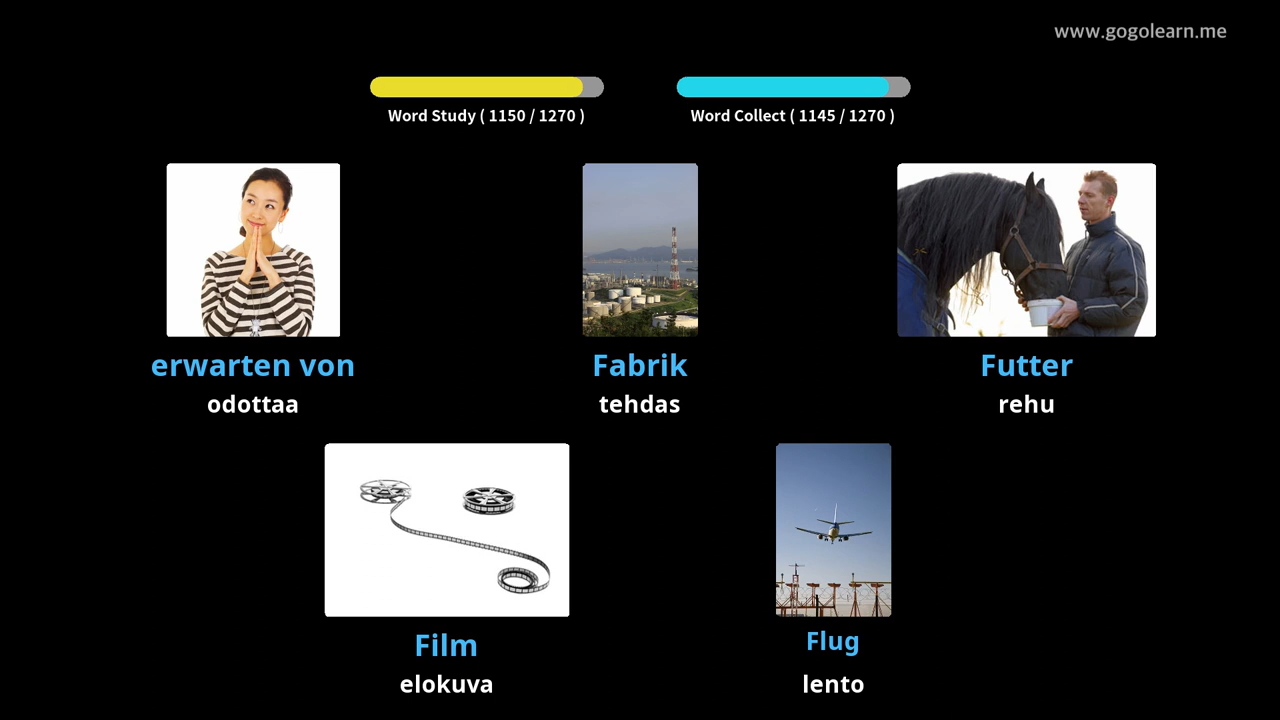 www.gogolearn.me
Word Study ( 1150 / 1270 )
Word Collect ( 1145 / 1270 )
erwarten von
odottaa
Fabrik
tehdas
Futter
rehu
Film
elokuva
Flug
lento